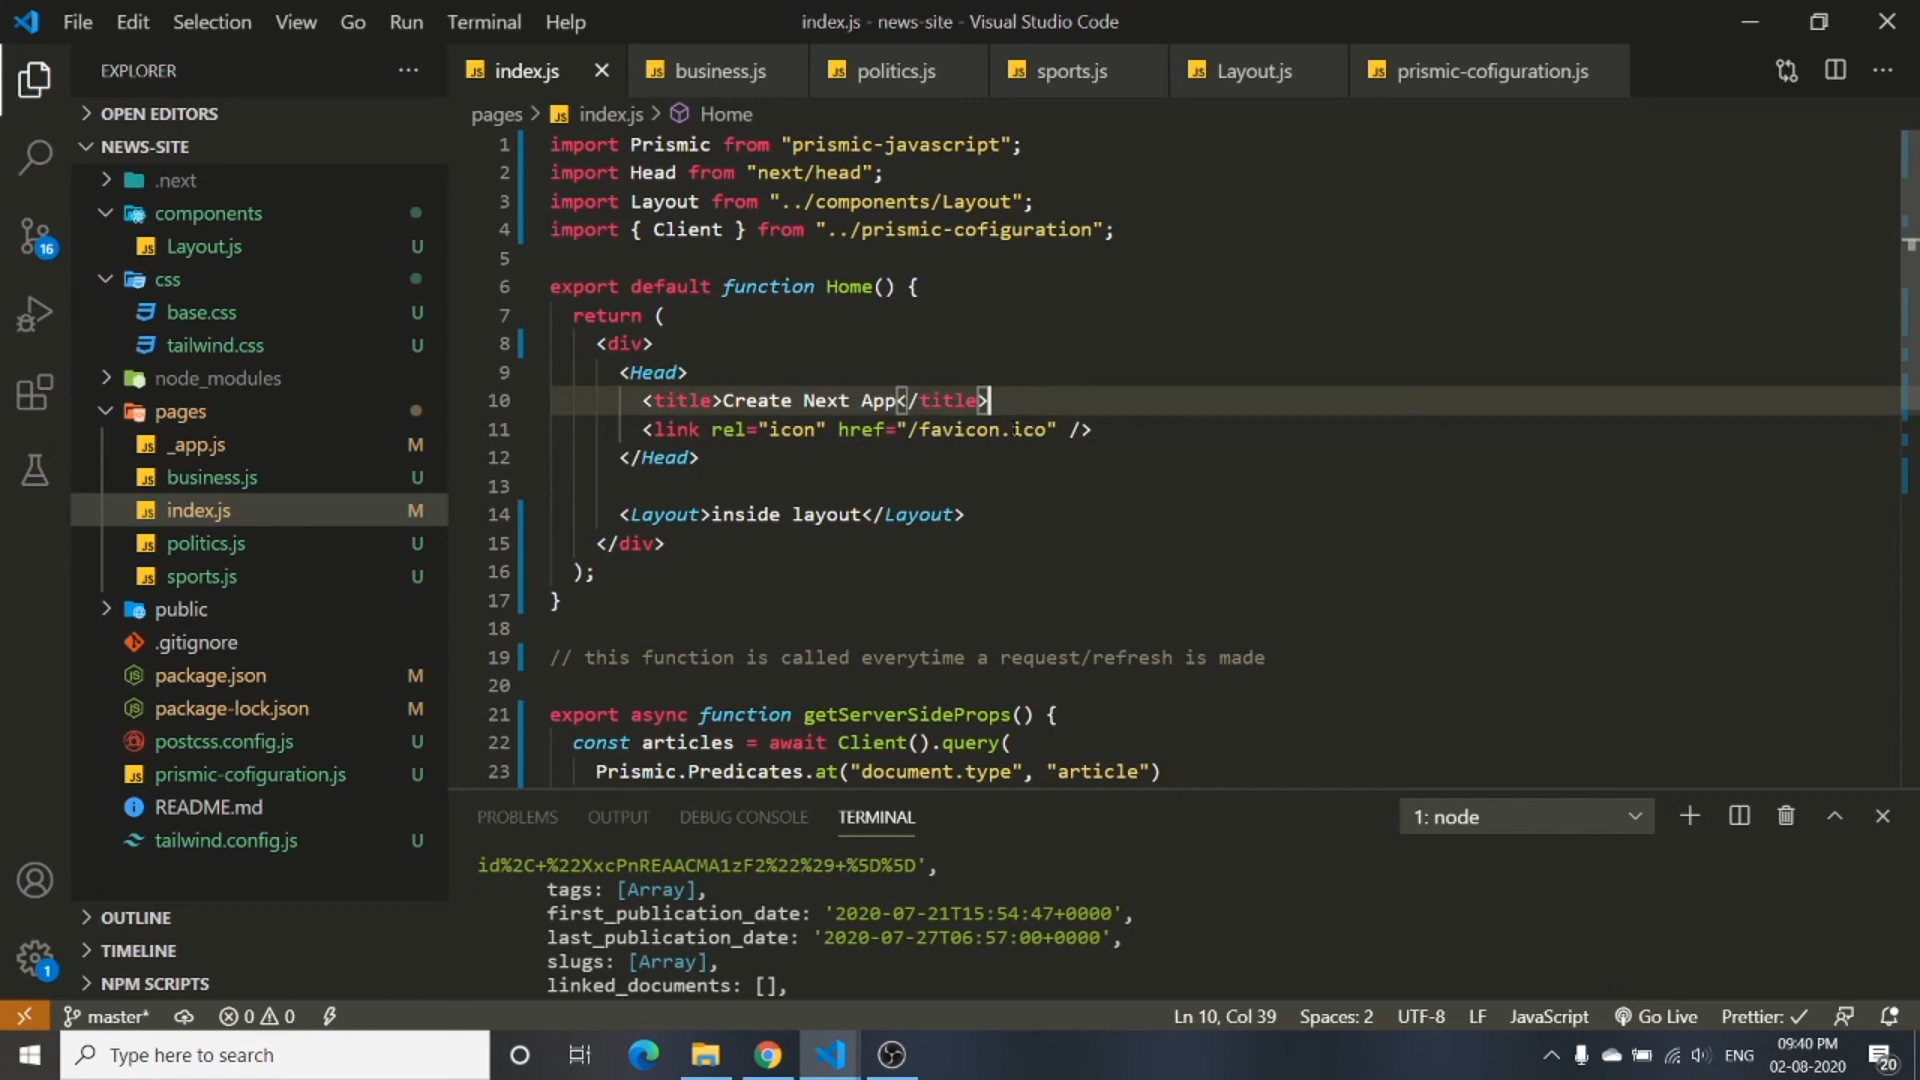 File Edit Selection View Go Run Terminal Help index.js - news-site - Visual Studio Code
EXPLORER
OPEN EDITORS
NEWS-SITE
.next
components
Layout.js U
css
base.css U
tailwind.css U
node_modules
pages
_app.js M
business.js U
index.js M
politics.js U
sports.js U
public
.gitignore
package.json M
package-lock.json M
postcss.config.js U
prismic-cofiguration.js U
README.md
tailwind.config.js U
OUTLINE
TIMELINE
NPM SCRIPTS
16
1
index.js business.js politics.js sports.js Layout.js prismic-cofiguration.js
pages > index.js > Home
1 import Prismic from "prismic-javascript";
2 import Head from "next/head";
3 import Layout from "../components/Layout";
4 import { Client } from "../prismic-cofiguration";
5
6 export default function Home() {
7 return (
8 <div>
9 <Head>
10 <title>Create Next App</title>
11 <link rel="icon" href="/favicon.ico" />
12 </Head>
13
14 <Layout>inside layout</Layout>
15 </div>
16 );
17 }
18
19 // this function is called everytime a request/refresh is made
20
21 export async function getServerSideProps() {
22 const articles = await Client().query(
23 Prismic.Predicates.at("document.type", "article")
PROBLEMS OUTPUT DEBUG CONSOLE TERMINAL 1: node
id%2C+%22XxcPnREAACMA1zF2%22%29+%5D%5D',
tags: [Array],
first_publication_date: '2020-07-21T15:54:47+0000',
last_publication_date: '2020-07-27T06:57:00+0000',
slugs: [Array],
linked_documents: [],
master* 0 0 Ln 10, Col 39 Spaces: 2 UTF-8 LF JavaScript Go Live Prettier: ✓
Type here to search ENG 09:40 PM
02-08-2020
20